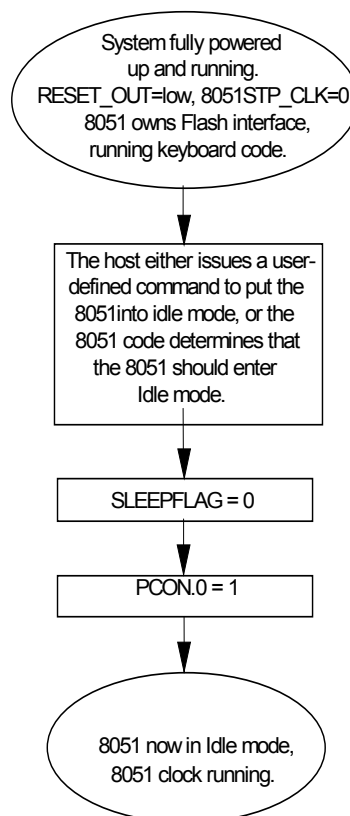 System fully powered
up and running.
RESET_OUT=low, 8051STP_CLK=0
8051 owns Flash interface,
running keyboard code.
The host either issues a user-
defined command to put the
8051into idle mode, or the
8051 code determines that
the 8051 should enter
Idle mode.
SLEEPFLAG = 0
PCON.0 = 1
8051 now in Idle mode,
8051 clock running.